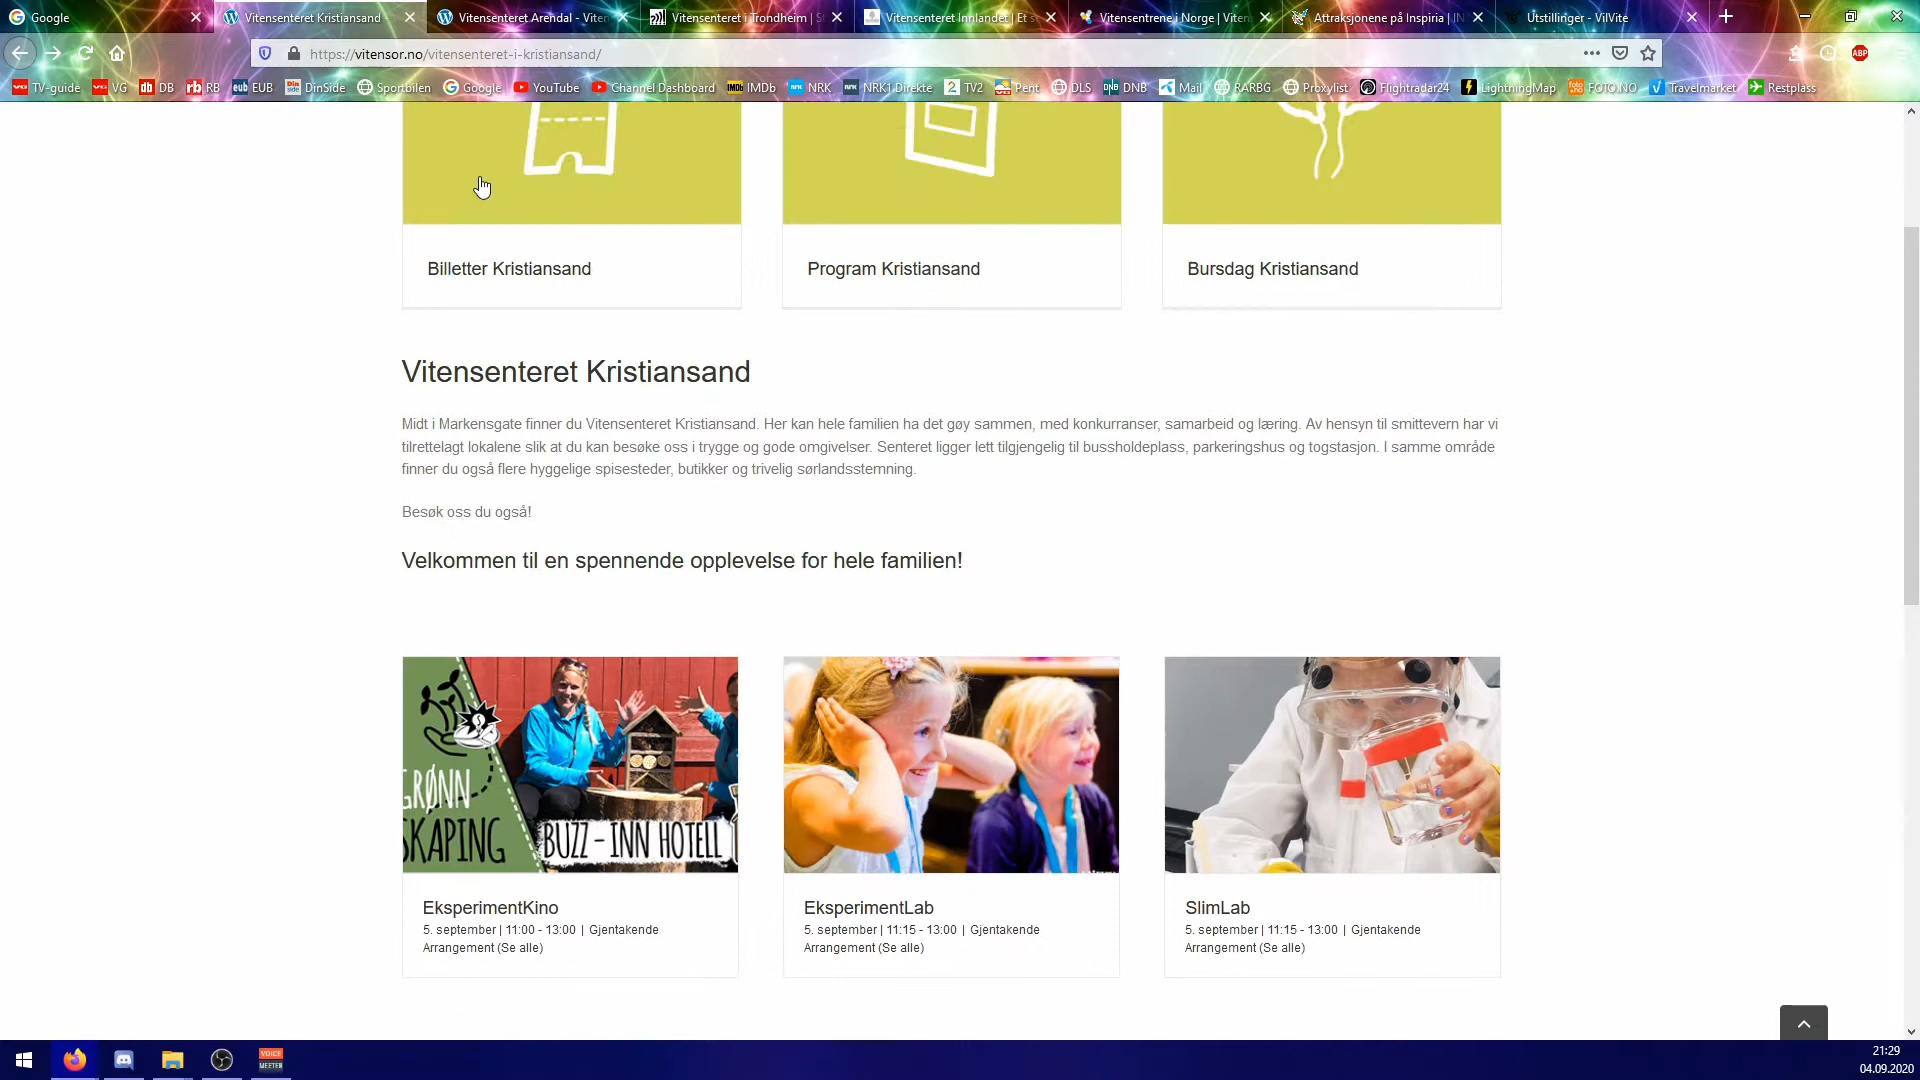 Google
Vitensenteret Kristiansand -
Vitensenteret Arendal - Viten
Vitensenteret i Trondheim | S
Vitensenteret Innlandet | Et s
Vitensentrene i Norge | Viten
Attraksjonene på Inspiria | IN
Utstillinger - VilVite
https://vitensor.no/vitensenteret-i-kristiansand/
ABP
TV-guide VG DB RB EUB DinSide Sportbilen Google YouTube Channel Dashboard IMDb NRK NRK1 Direkte TV2 Pent DLS DNB Mail RARBG Proxylist Flightradar24 LightningMap FOTO.NO Travelmarket Restplass
Billetter Kristiansand
Program Kristiansand
Bursdag Kristiansand
Vitensenteret Kristiansand
Midt i Markensgate finner du Vitensenteret Kristiansand. Her kan hele familien ha det gøy sammen, med konkurranser, samarbeid og læring. Av hensyn til smittevern har vi
tilrettelagt lokalene slik at du kan besøke oss i trygge og gode omgivelser. Senteret ligger lett tilgjengelig til bussholdeplass, parkeringshus og togstasjon. I samme område
finner du også flere hyggelige spisesteder, butikker og trivelig sørlandsstemning.
Besøk oss du også!
Velkommen til en spennende opplevelse for hele familien!
GRØNN
SKAPING
BUZZ-INN HOTELL
EksperimentKino
5. september | 11:00 - 13:00 | Gjentakende
Arrangement (Se alle)
EksperimentLab
5. september | 11:15 - 13:00 | Gjentakende
Arrangement (Se alle)
SlimLab
5. september | 11:15 - 13:00 | Gjentakende
Arrangement (Se alle)
VOICE
MEETER
21:29
04.09.2020